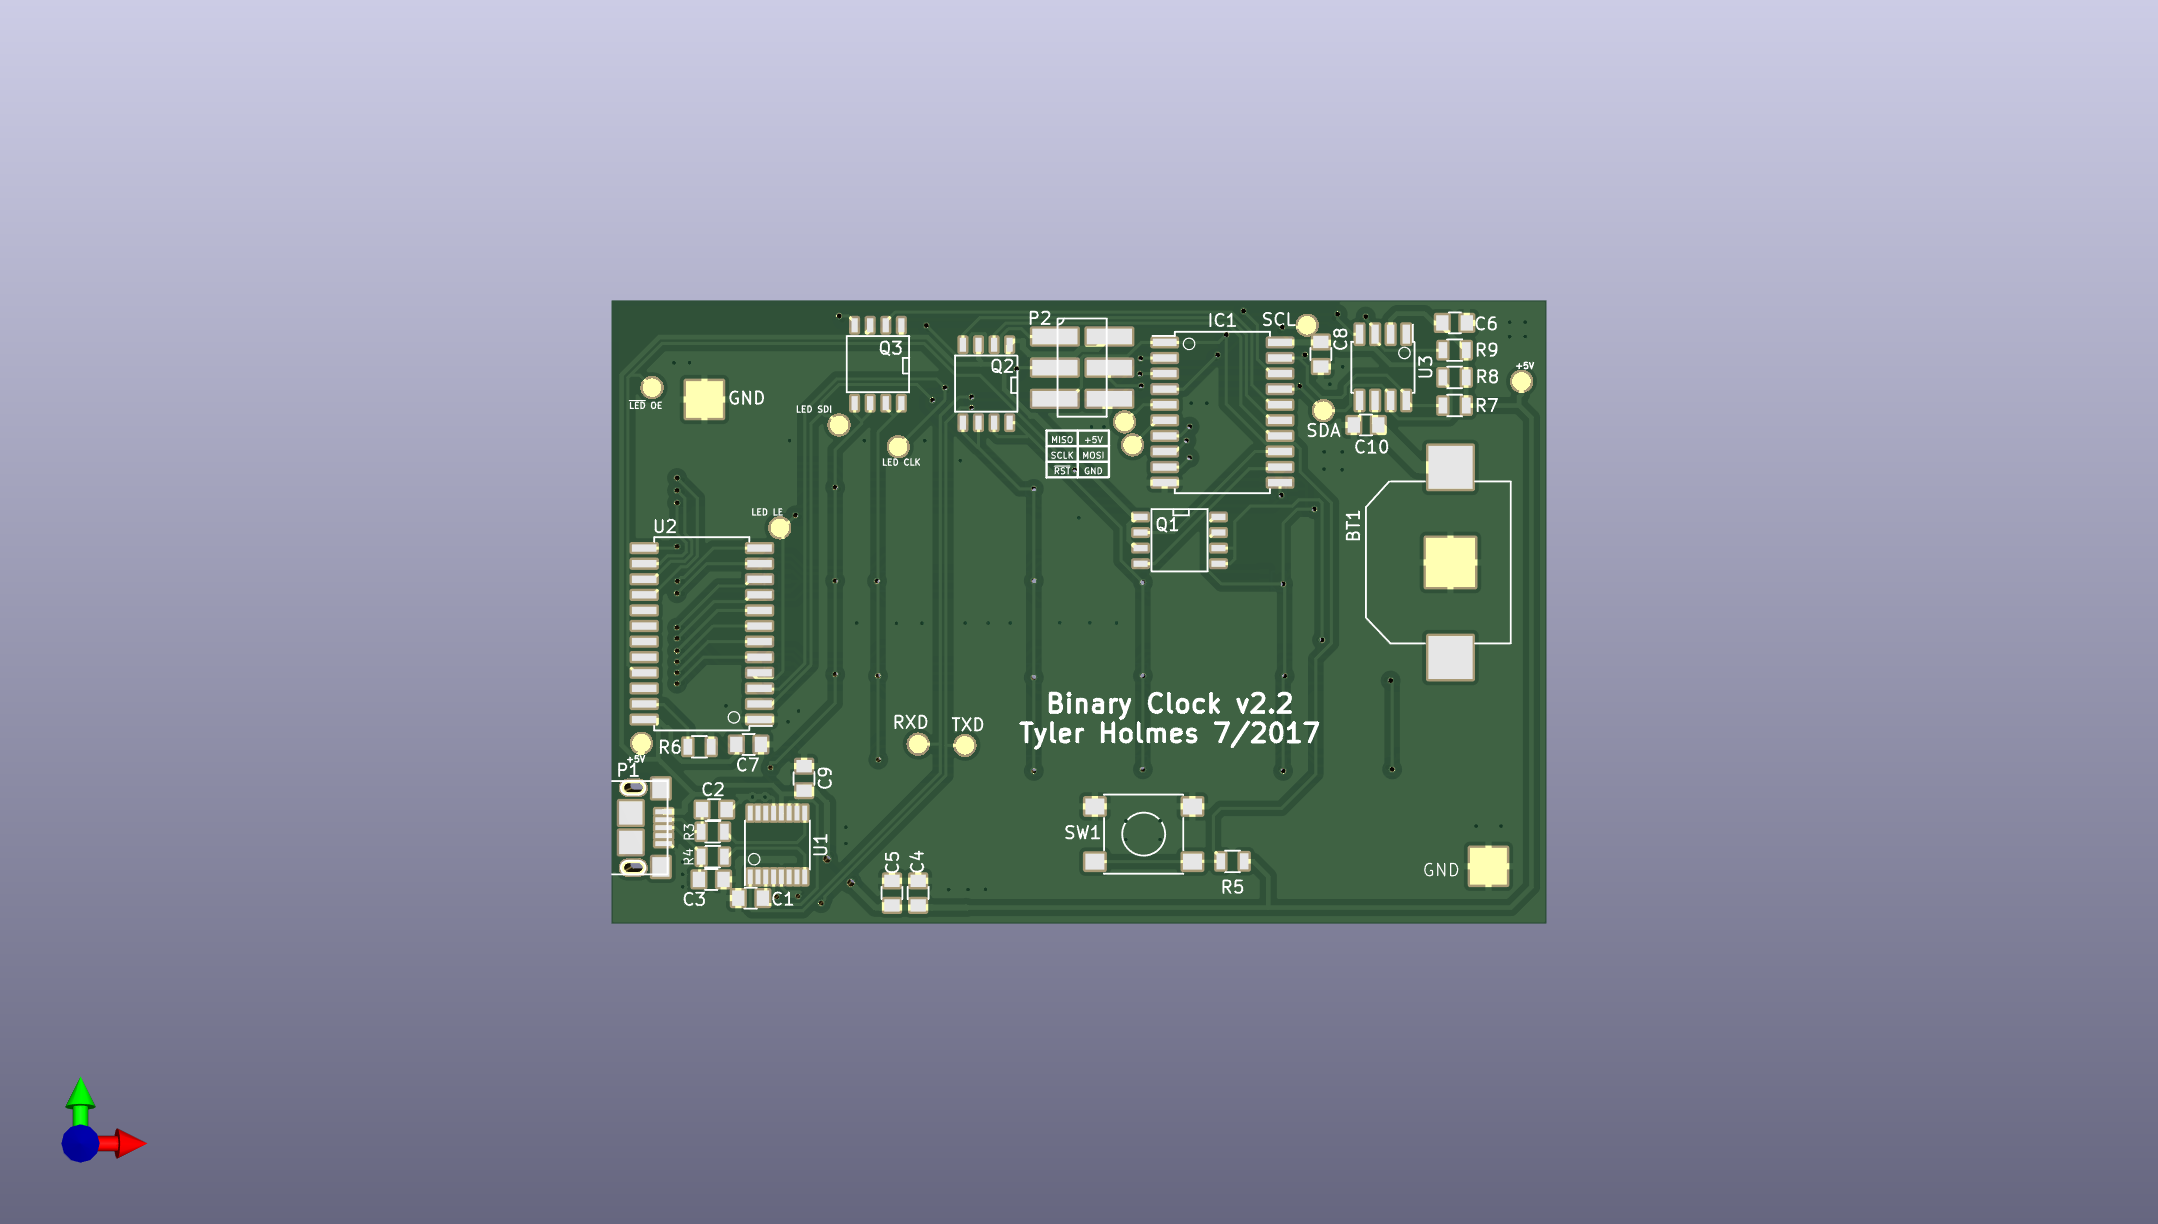 P2
IC1
SCL
C8
C6
Q3
Q2
R9
U3
+5V
R8
LED OE
GND
LED SDI
R7
SDA
C10
LED CLK
MISO +5V
SCLK MOSI
RST GND
LED LE
U2
Q1
BT1
Binary Clock v2.2
Tyler Holmes 7/2017
RXD
TXD
R6
+5V
C7
P1
C9
C2
R3
U1
SW1
R4
C5
C4
GND
R5
C3
C1